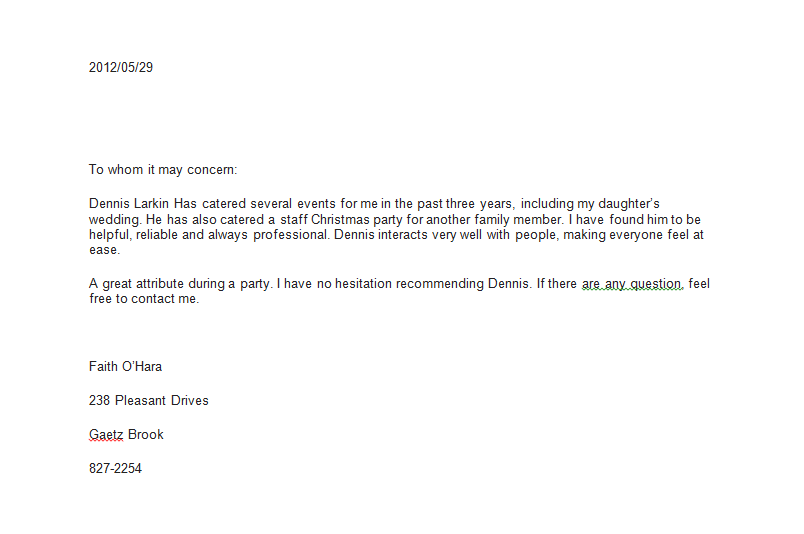 2012/05/29
To whom it may concern:
Dennis Larkin Has catered several events for me in the past three years, including my daughter’s
wedding. He has also catered a staff Christmas party for another family member. I have found him to be
helpful, reliable and always professional. Dennis interacts very well with people, making everyone feel at
ease.
A great attribute during a party. I have no hesitation recommending Dennis. If there are any question, feel
free to contact me.
Faith O’Hara
238 Pleasant Drives
Gaetz Brook
827-2254